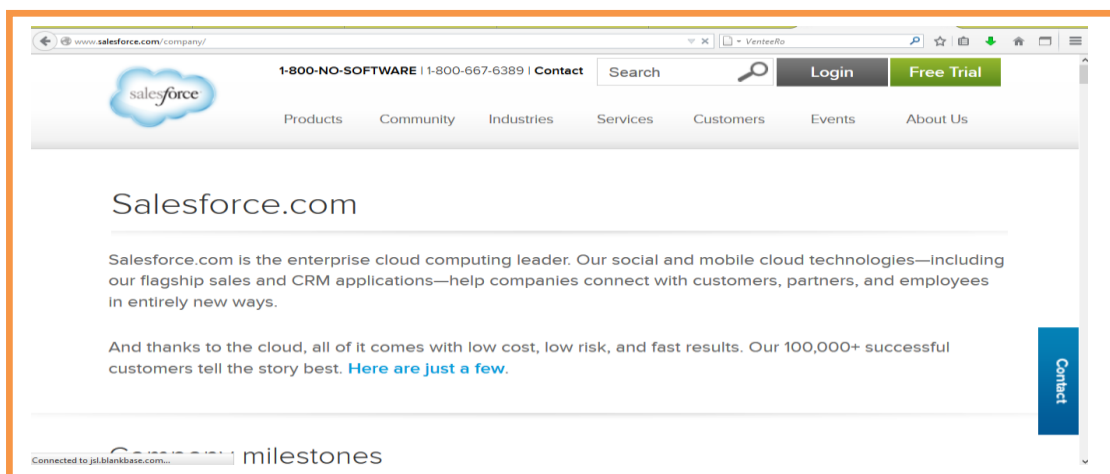 www.salesforce.com/company/
VenteeRo
1-800-NO-SOFTWARE | 1-800-667-6389 | Contact
Search
Login
Free Trial
salesforce
Products Community Industries Services Customers Events About Us
Salesforce.com
Salesforce.com is the enterprise cloud computing leader. Our social and mobile cloud technologies—including
our flagship sales and CRM applications—help companies connect with customers, partners, and employees
in entirely new ways.
And thanks to the cloud, all of it comes with low cost, low risk, and fast results. Our 100,000+ successful
customers tell the story best. Here are just a few.
Contact
Company milestones
Connected to jsl.blankbase.com...